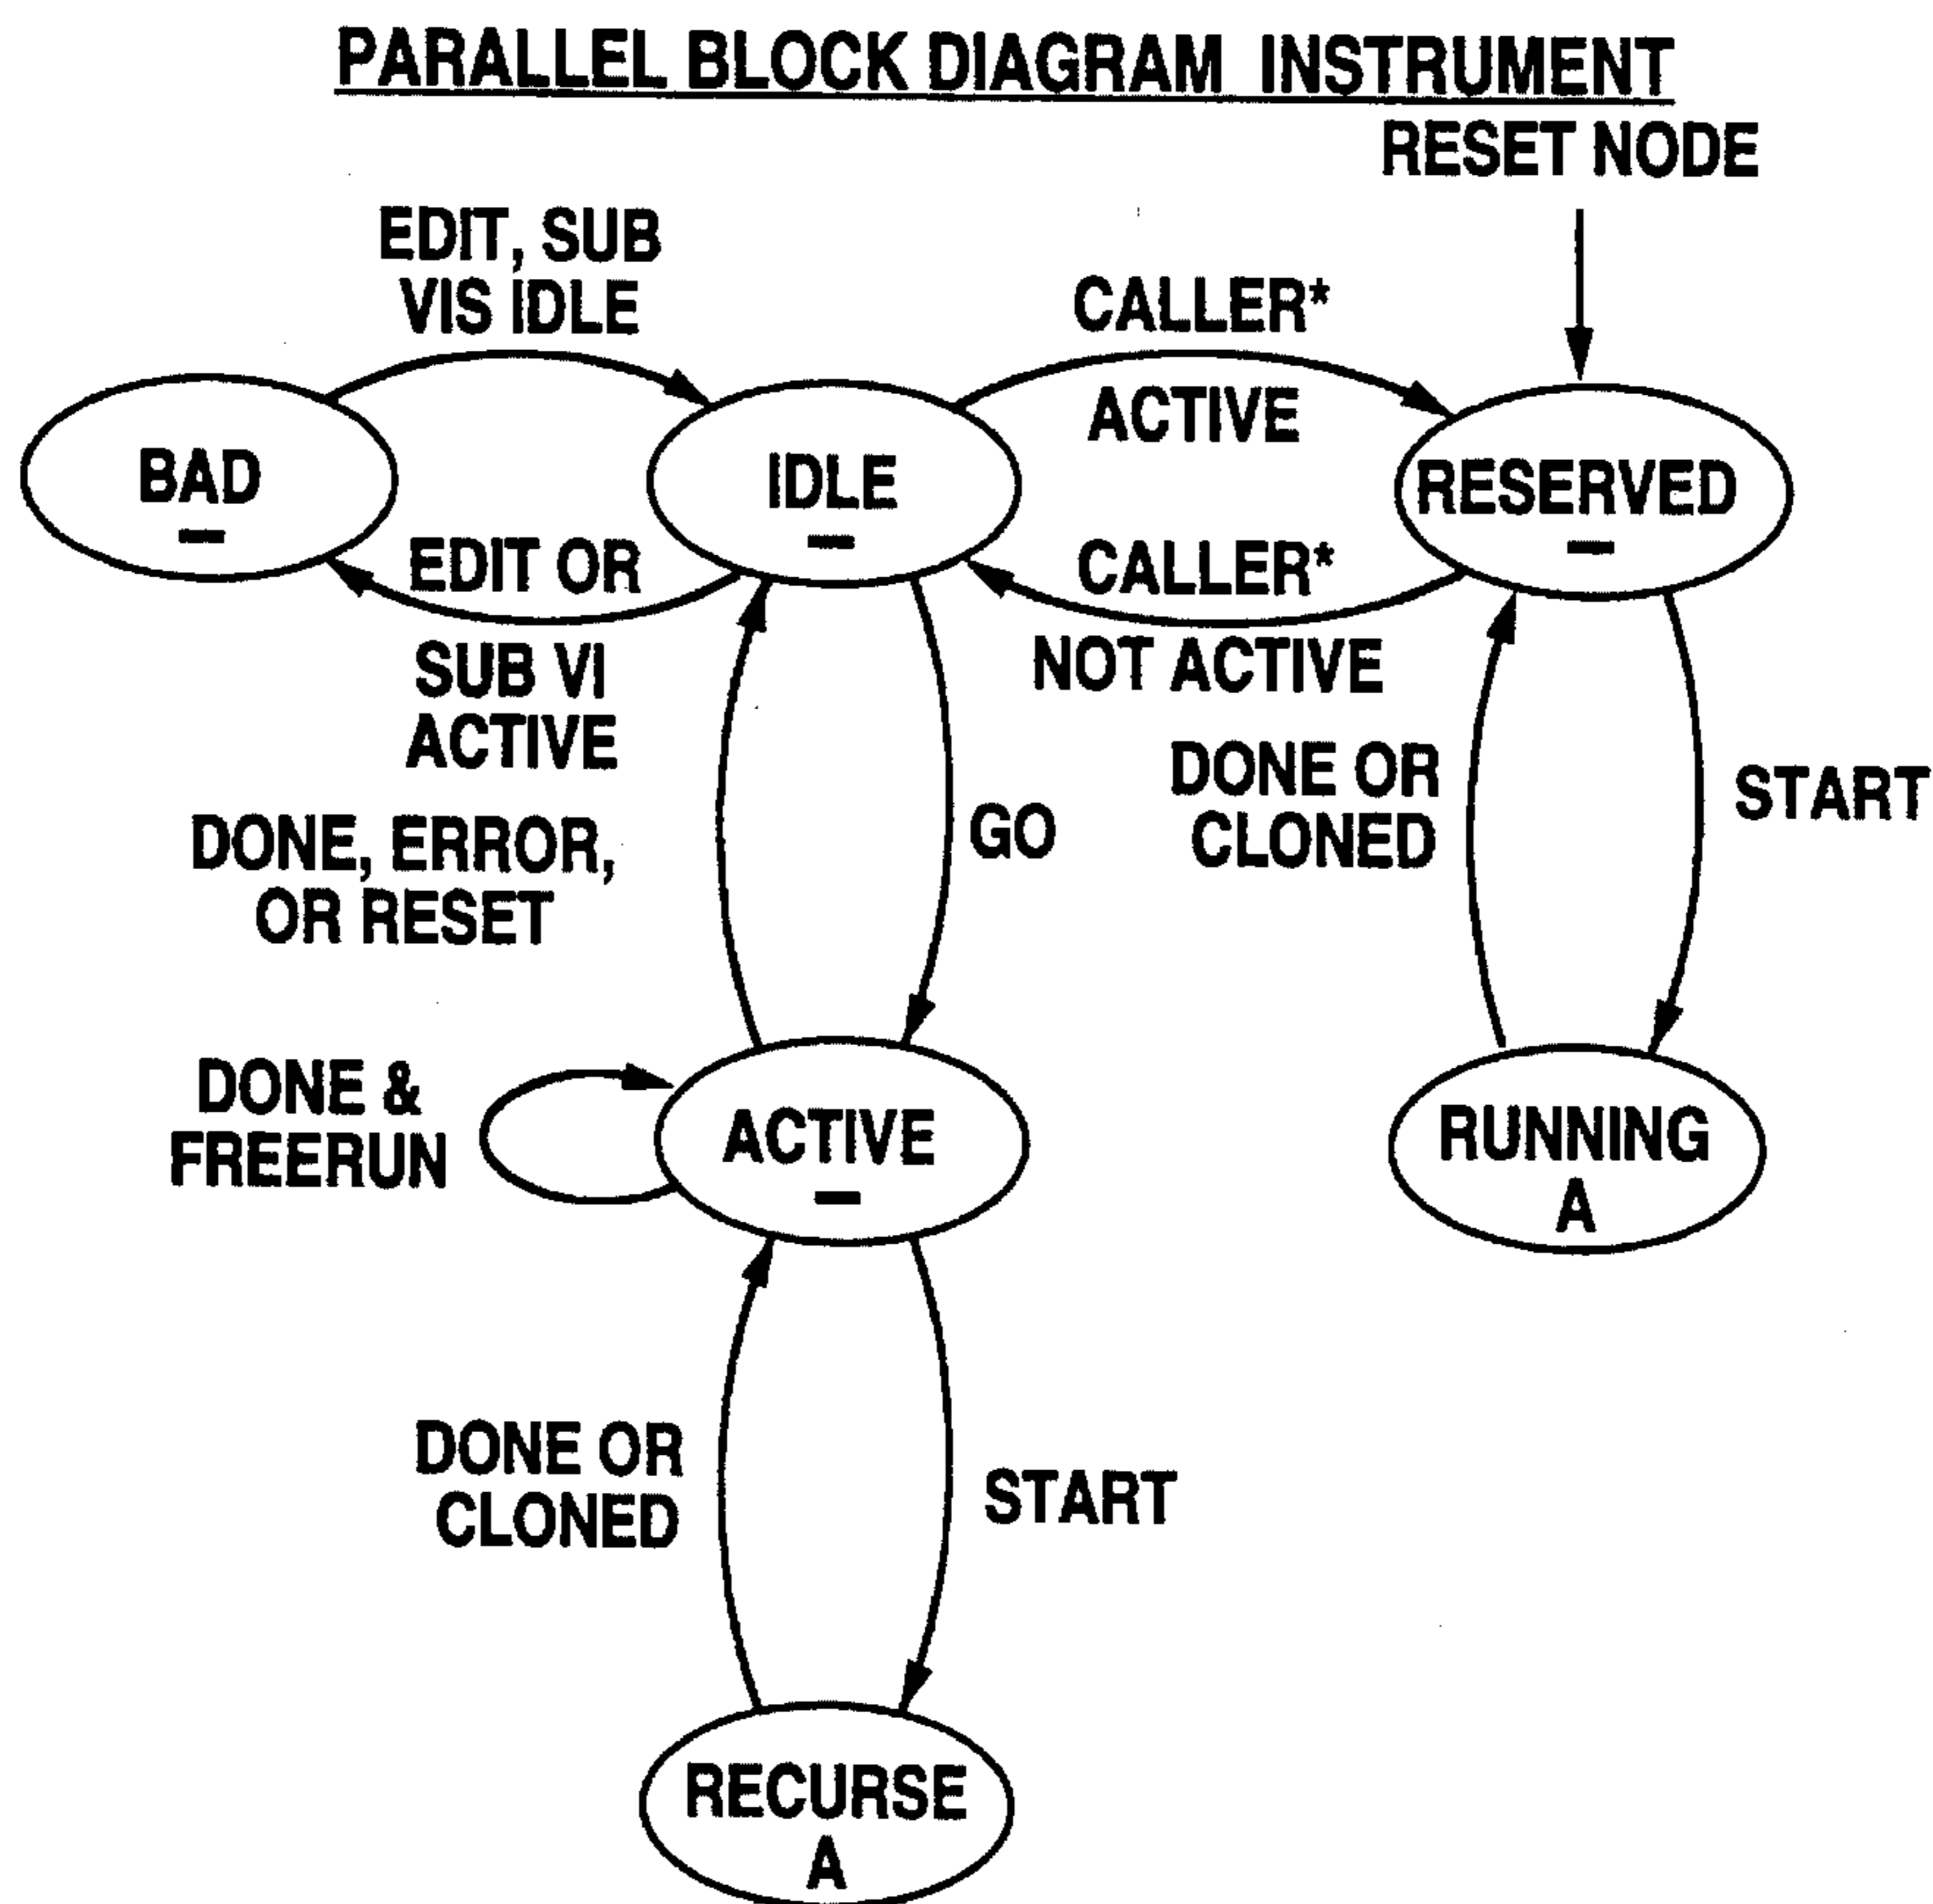 PARALLEL BLOCK DIAGRAM INSTRUMENT
RESET NODE
EDIT, SUB
VIS IDLE
CALLER*
ACTIVE
BAD
–
IDLE
–
RESERVED
–
EDIT OR
SUB VI
ACTIVE
CALLER*
NOT ACTIVE
DONE, ERROR,
OR RESET
GO
DONE OR
CLONED
START
DONE &
FREERUN
ACTIVE
–
RUNNING
A
DONE OR
CLONED
START
RECURSE
A